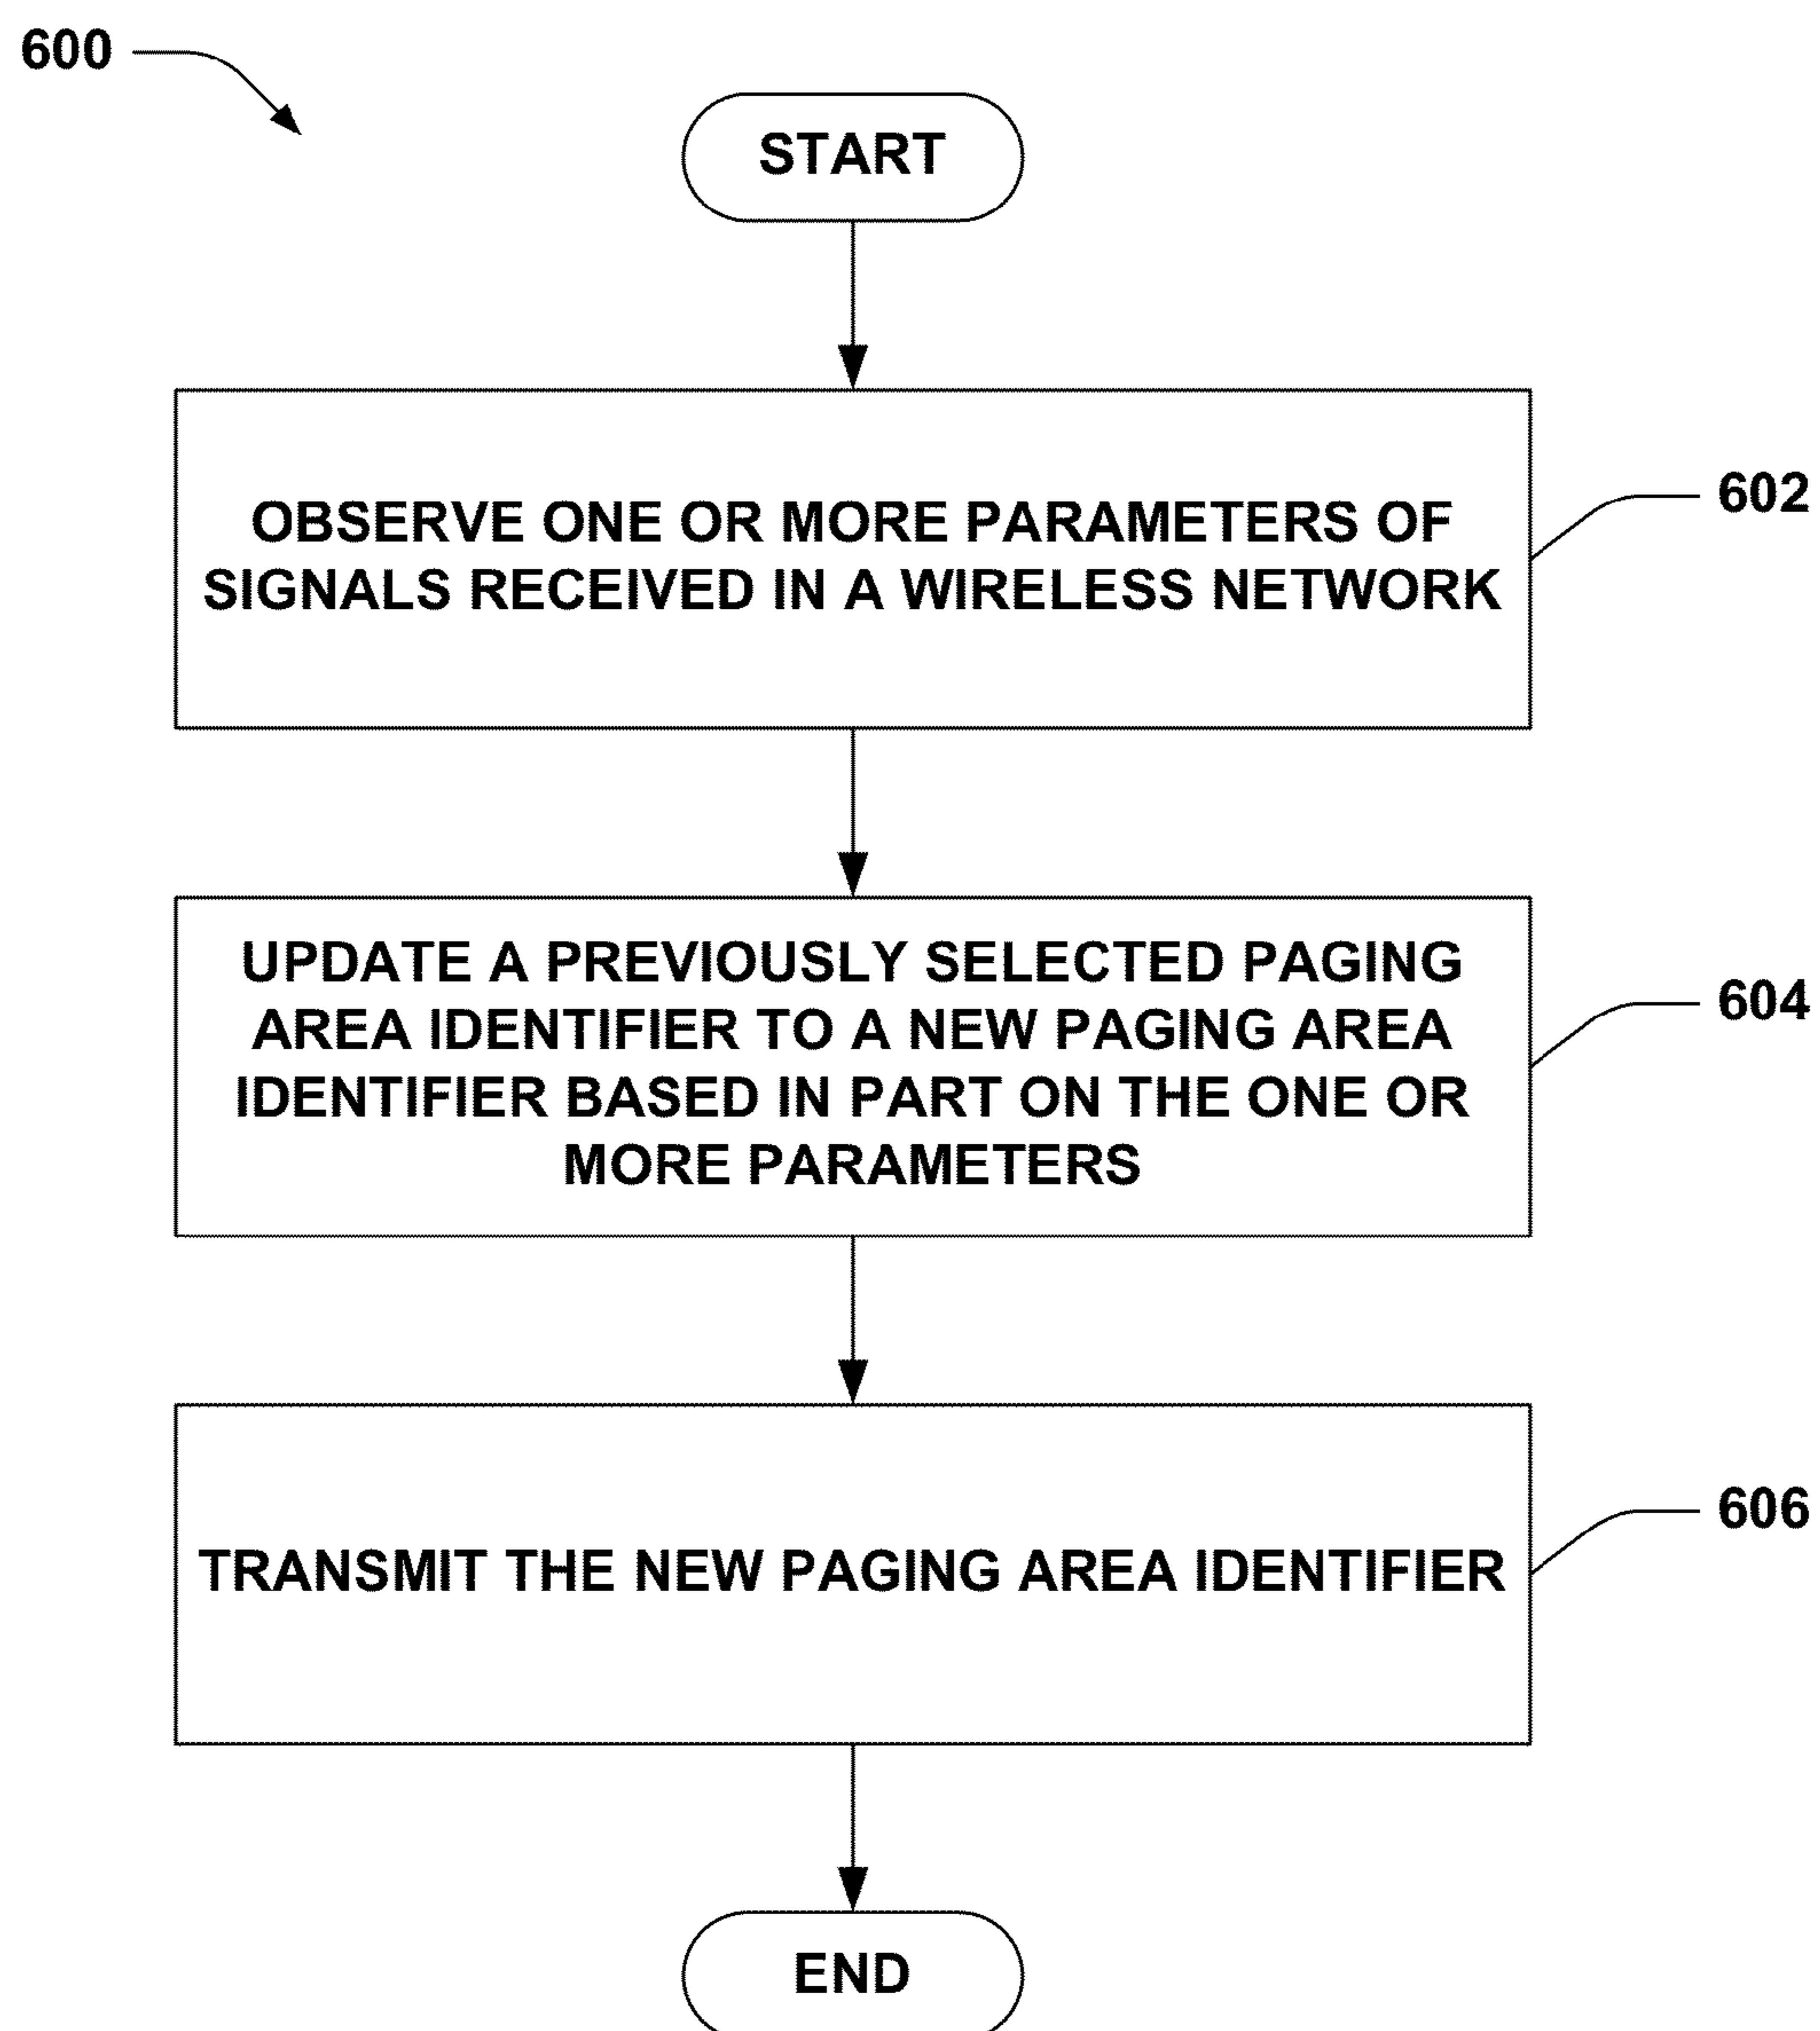 600
START
OBSERVE ONE OR MORE PARAMETERS OF
SIGNALS RECEIVED IN A WIRELESS NETWORK
602
UPDATE A PREVIOUSLY SELECTED PAGING
AREA IDENTIFIER TO A NEW PAGING AREA
IDENTIFIER BASED IN PART ON THE ONE OR
MORE PARAMETERS
604
TRANSMIT THE NEW PAGING AREA IDENTIFIER
606
END